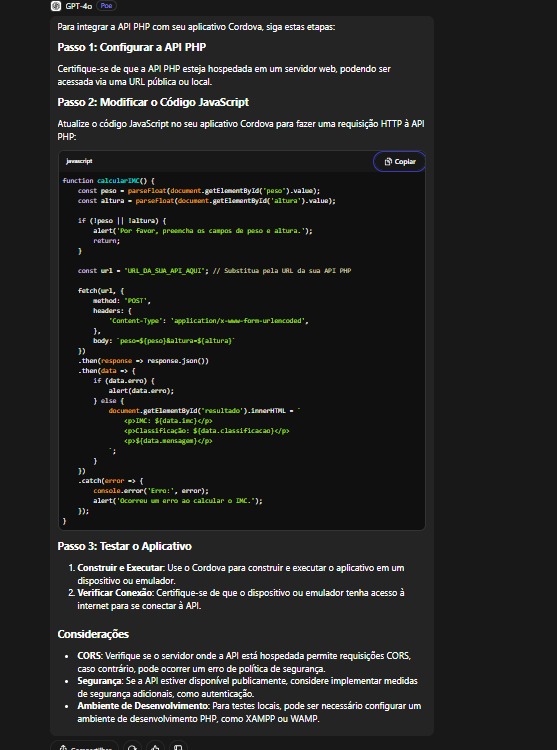 GPT-4o Poe
Para integrar a API PHP com seu aplicativo Cordova, siga estas etapas:
Passo 1: Configurar a API PHP
Certifique-se de que a API PHP esteja hospedada em um servidor web, podendo ser
acessada via uma URL pública ou local.
Passo 2: Modificar o Código JavaScript
Atualize o código JavaScript no seu aplicativo Cordova para fazer uma requisição HTTP à API
PHP:
javascript
Copiar
function calcularIMC() {
    const peso = parseFloat(document.getElementById('peso').value);
    const altura = parseFloat(document.getElementById('altura').value);

    if (!peso || !altura) {
        alert('Por favor, preencha os campos de peso e altura.');
        return;
    }

    const url = 'URL_DA_SUA_API_AQUI'; // Substitua pela URL da sua API PHP

    fetch(url, {
        method: 'POST',
        headers: {
            'Content-Type': 'application/x-www-form-urlencoded',
        },
        body: `peso=${peso}&altura=${altura}`
    })
    .then(response => response.json())
    .then(data => {
        if (data.erro) {
            alert(data.erro);
        } else {
            document.getElementById('resultado').innerHTML = `
                <p>IMC: ${data.imc}</p>
                <p>Classificação: ${data.classificacao}</p>
                <p>${data.mensagem}</p>
            `;
        }
    })
    .catch(error => {
        console.error('Erro:', error);
        alert('Ocorreu um erro ao calcular o IMC.');
    });
}
Passo 3: Testar o Aplicativo
1. Construir e Executar: Use o Cordova para construir e executar o aplicativo em um
dispositivo ou emulador.
2. Verificar Conexão: Certifique-se de que o dispositivo ou emulador tenha acesso à
internet para se conectar à API.
Considerações
• CORS: Verifique se o servidor onde a API está hospedada permite requisições CORS,
caso contrário, pode ocorrer um erro de política de segurança.
• Segurança: Se a API estiver disponível publicamente, considere implementar medidas
de segurança adicionais, como autenticação.
• Ambiente de Desenvolvimento: Para testes locais, pode ser necessário configurar um
ambiente de desenvolvimento PHP, como XAMPP ou WAMP.